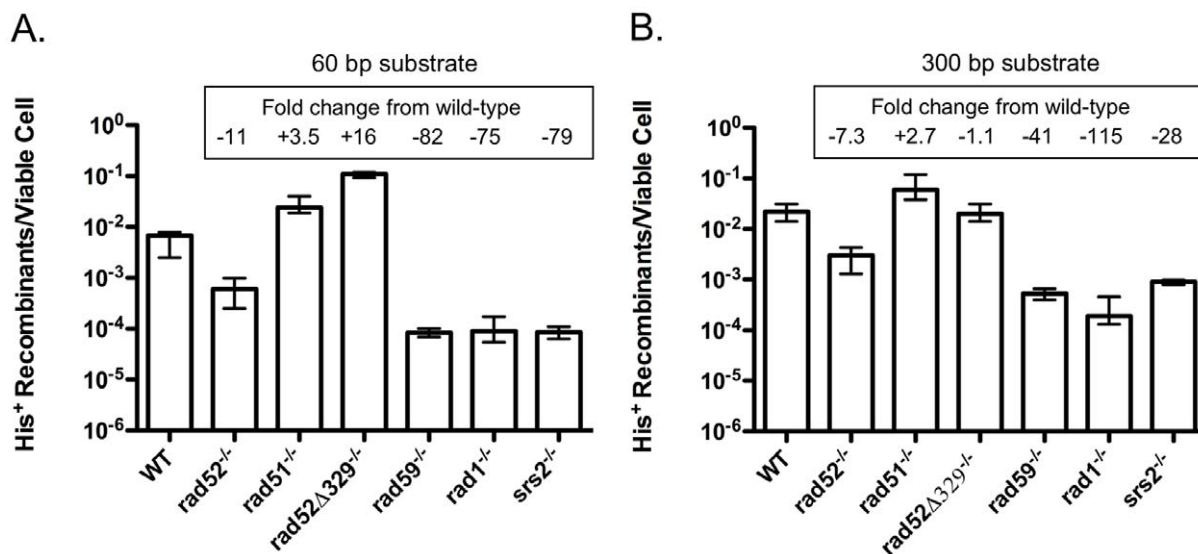 A.
60 bp substrate
Fold change from wild-type
-11 +3.5 +16 -82 -75 -79
His⁺ Recombinants/Viable Cell
10⁰
10⁻¹
10⁻²
10⁻³
10⁻⁴
10⁻⁵
10⁻⁶
WT
rad52⁻/⁻
rad51⁻/⁻
rad52Δ329⁻/⁻
rad59⁻/⁻
rad1⁻/⁻
srs2⁻/⁻
B.
300 bp substrate
Fold change from wild-type
-7.3 +2.7 -1.1 -41 -115 -28
His⁺ Recombinants/Viable Cell
10⁰
10⁻¹
10⁻²
10⁻³
10⁻⁴
10⁻⁵
10⁻⁶
WT
rad52⁻/⁻
rad51⁻/⁻
rad52Δ329⁻/⁻
rad59⁻/⁻
rad1⁻/⁻
srs2⁻/⁻